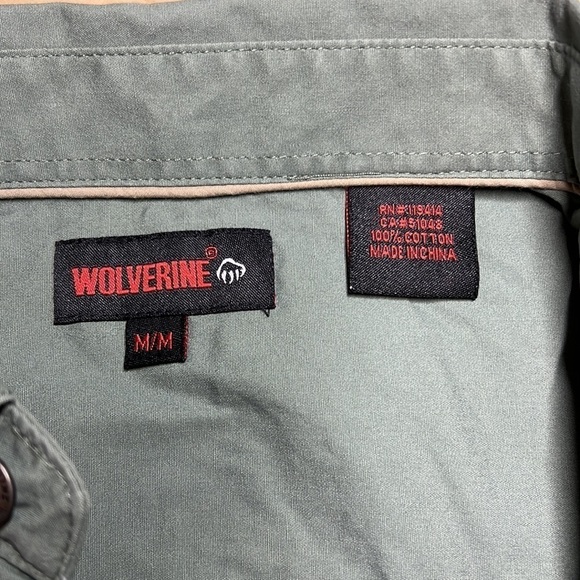 WOLVERINE®
M/M
RN#:119414
CA#51048
100% COTTON
MADE IN CHINA